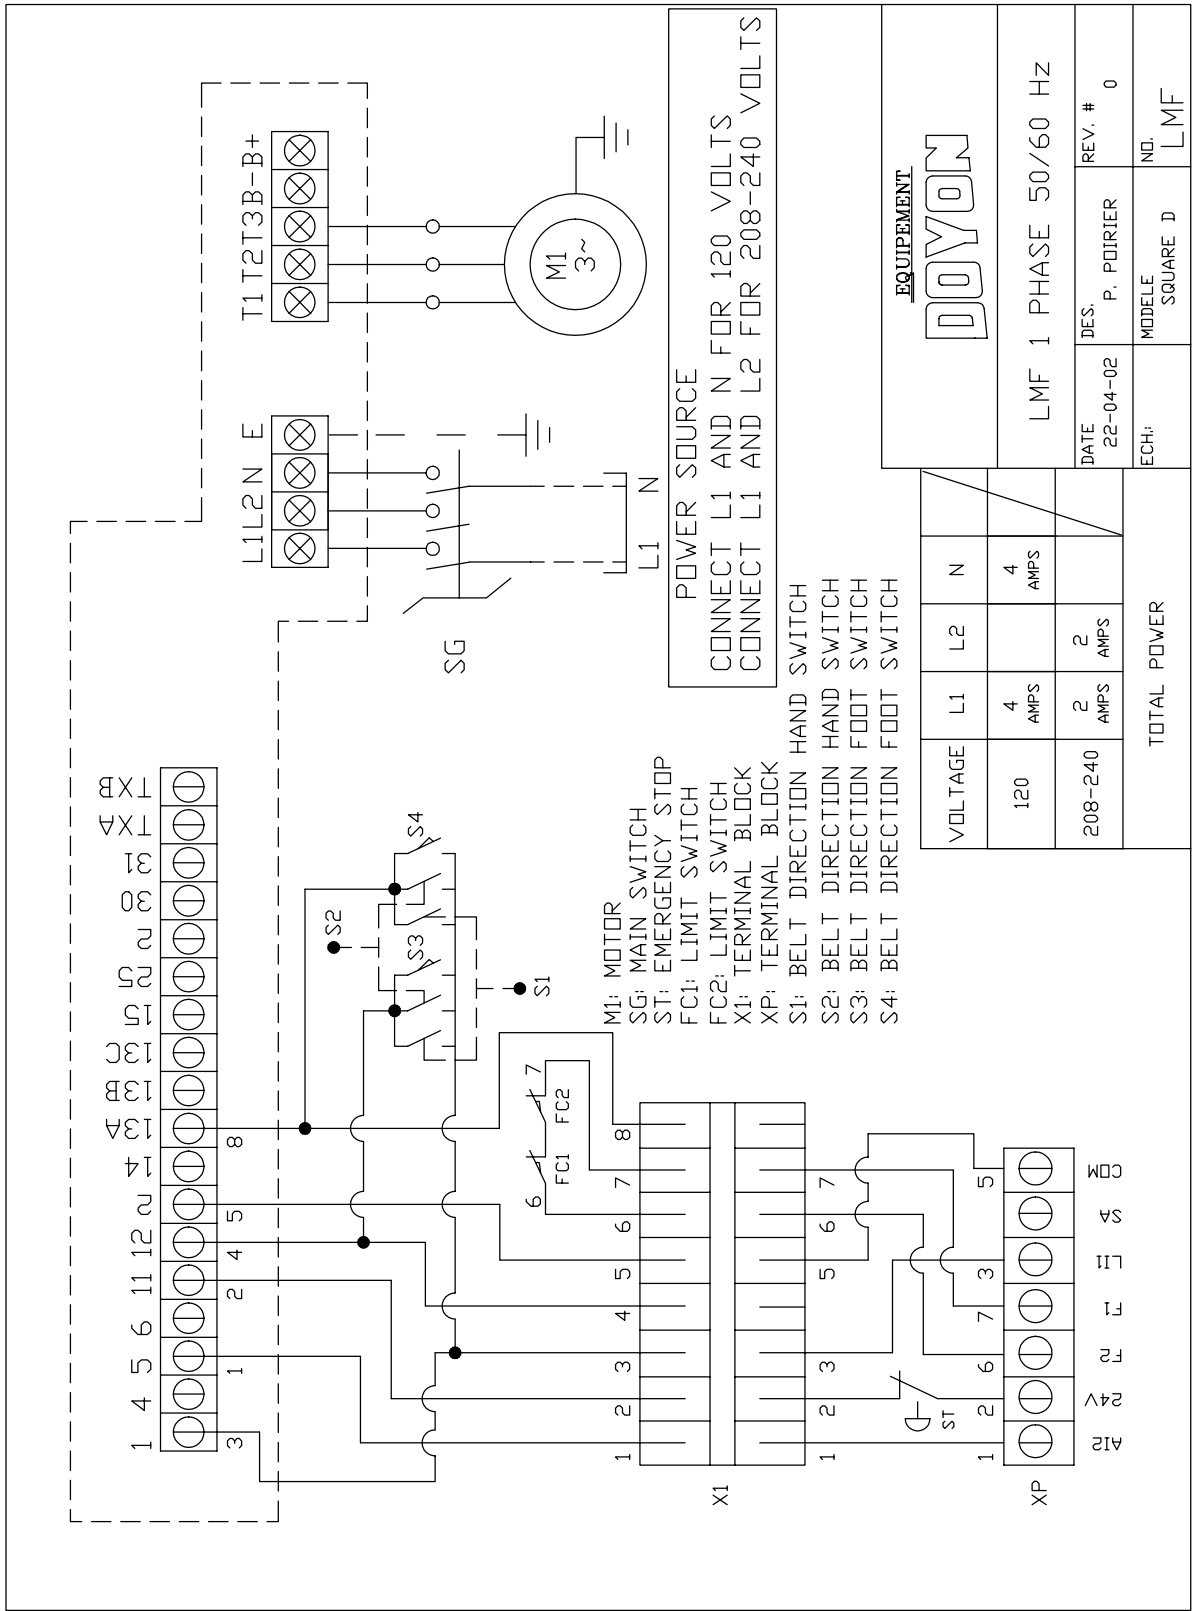 1 4 5 6 11 12 2 14 13A 13B 13C 15 25 2 30 31 TXA TXB
3 1 2 4 5 8
L1 L2 N E
T1 T2 T3 B- B+
S2
S3
S4
S1
SG
L1 N
M1
3~
6 FC1 FC2 7
1 2 3 4 5 6 7 8
X1
1 2 3 5 6 7
ST
1 2 6 7 3 5
XP
AI2 24V F2 F1 LI1 SA COM
M1: MOTOR
SG: MAIN SWITCH
ST: EMERGENCY STOP
FC1: LIMIT SWITCH
FC2: LIMIT SWITCH
X1: TERMINAL BLOCK
XP: TERMINAL BLOCK
S1: BELT DIRECTION HAND SWITCH
S2: BELT DIRECTION HAND SWITCH
S3: BELT DIRECTION FOOT SWITCH
S4: BELT DIRECTION FOOT SWITCH
POWER SOURCE
CONNECT L1 AND N FOR 120 VOLTS
CONNECT L1 AND L2 FOR 208-240 VOLTS
VOLTAGE L1 L2 N
120 4 AMPS 4 AMPS
208-240 2 AMPS 2 AMPS
TOTAL POWER
EQUIPEMENT
DOYON
LMF 1 PHASE 50/60 Hz
DATE
22-04-02
DES.
P. POIRIER
REV. #
0
ECH.:
MODELE
SQUARE D
NO.
LMF